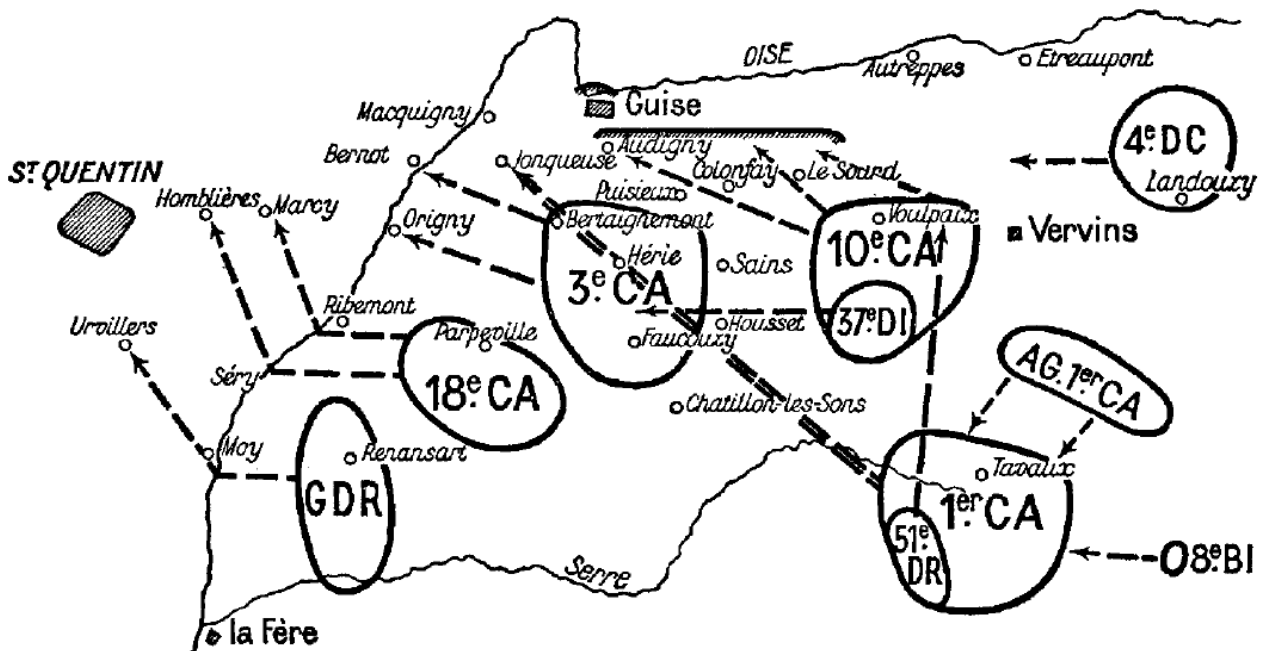 OISE
Autreppes
Etreaupont
Guise
Macquigny
Audigny
4e. DC
Bernot
Jonqueuse
Colonfay
Le Sourd
Landouzy
ST QUENTIN
Homblières
Marcy
Puisieux
Origny
Bertaignemont
Voulpaix
Vervins
10e. CA
Hérie
Sains
3e. CA
Ribemont
37e. DI
Housset
Urvillers
Parpeville
Faucouzy
Séry
18e. CA
AG. 1er CA
Chatillon-les-Sons
Moy
Renansart
Tavaux
GDR
1er CA
51e.
DR
8e. BI
Serre
la Fère